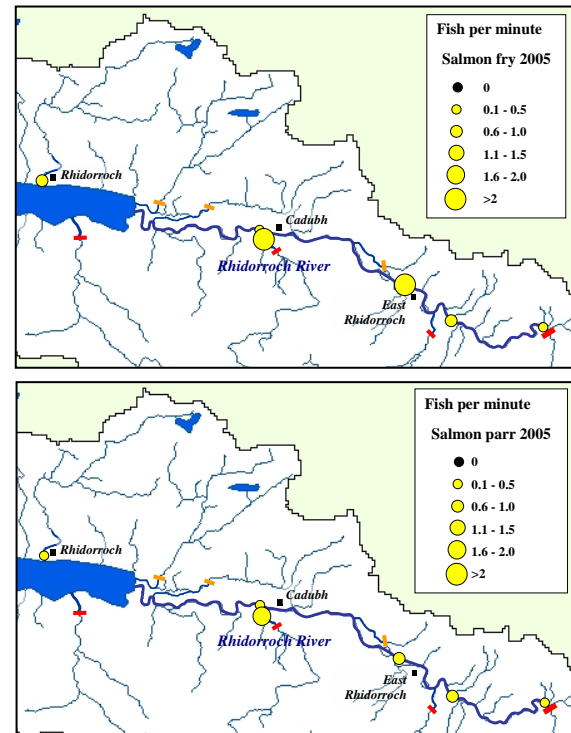 Fish per minute
Salmon fry 2005
0
0.1 - 0.5
0.6 - 1.0
1.1 - 1.5
1.6 - 2.0
>2
Rhidorroch
Cadubh
Rhidorroch River
East
Rhidorroch
Fish per minute
Salmon parr 2005
0
0.1 - 0.5
0.6 - 1.0
1.1 - 1.5
1.6 - 2.0
>2
Rhidorroch
Cadubh
Rhidorroch River
East
Rhidorroch